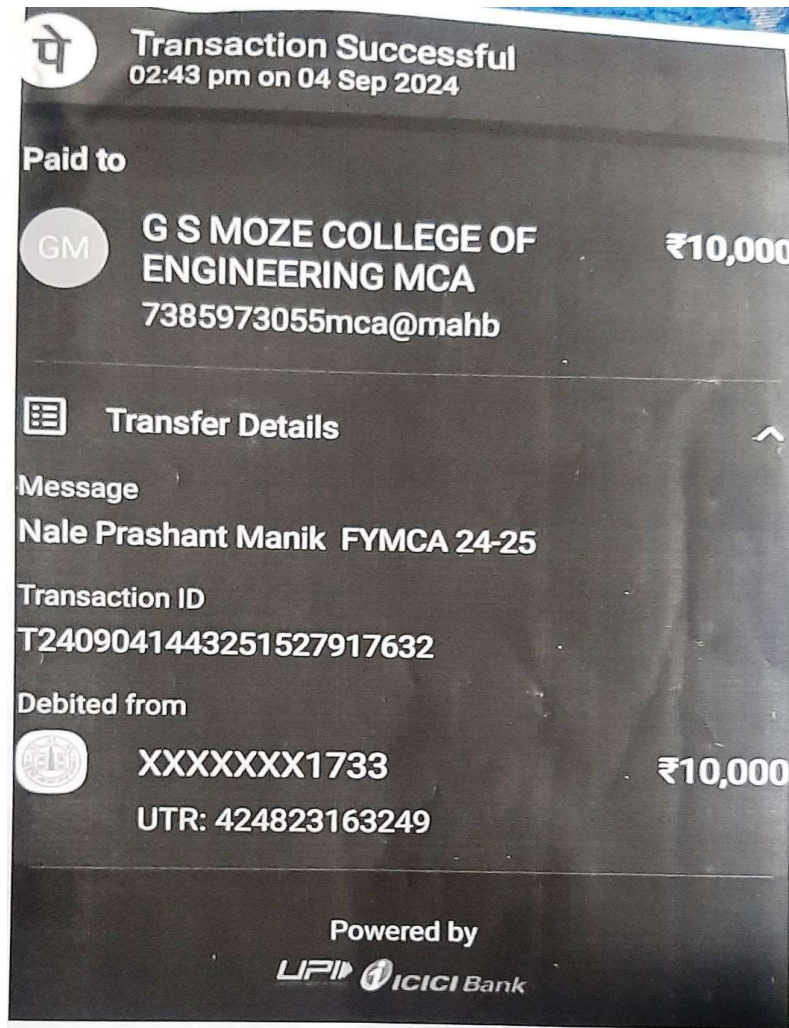 पे
Transaction Successful
02:43 pm on 04 Sep 2024
Paid to
GM
G S MOZE COLLEGE OF
ENGINEERING MCA
₹10,000
7385973055mca@mahb
Transfer Details
Message
Nale Prashant Manik FYMCA 24-25
Transaction ID
T2409041443251527917632
Debited from
XXXXXXX1733
₹10,000
UTR: 424823163249
Powered by
UPI ICICI Bank